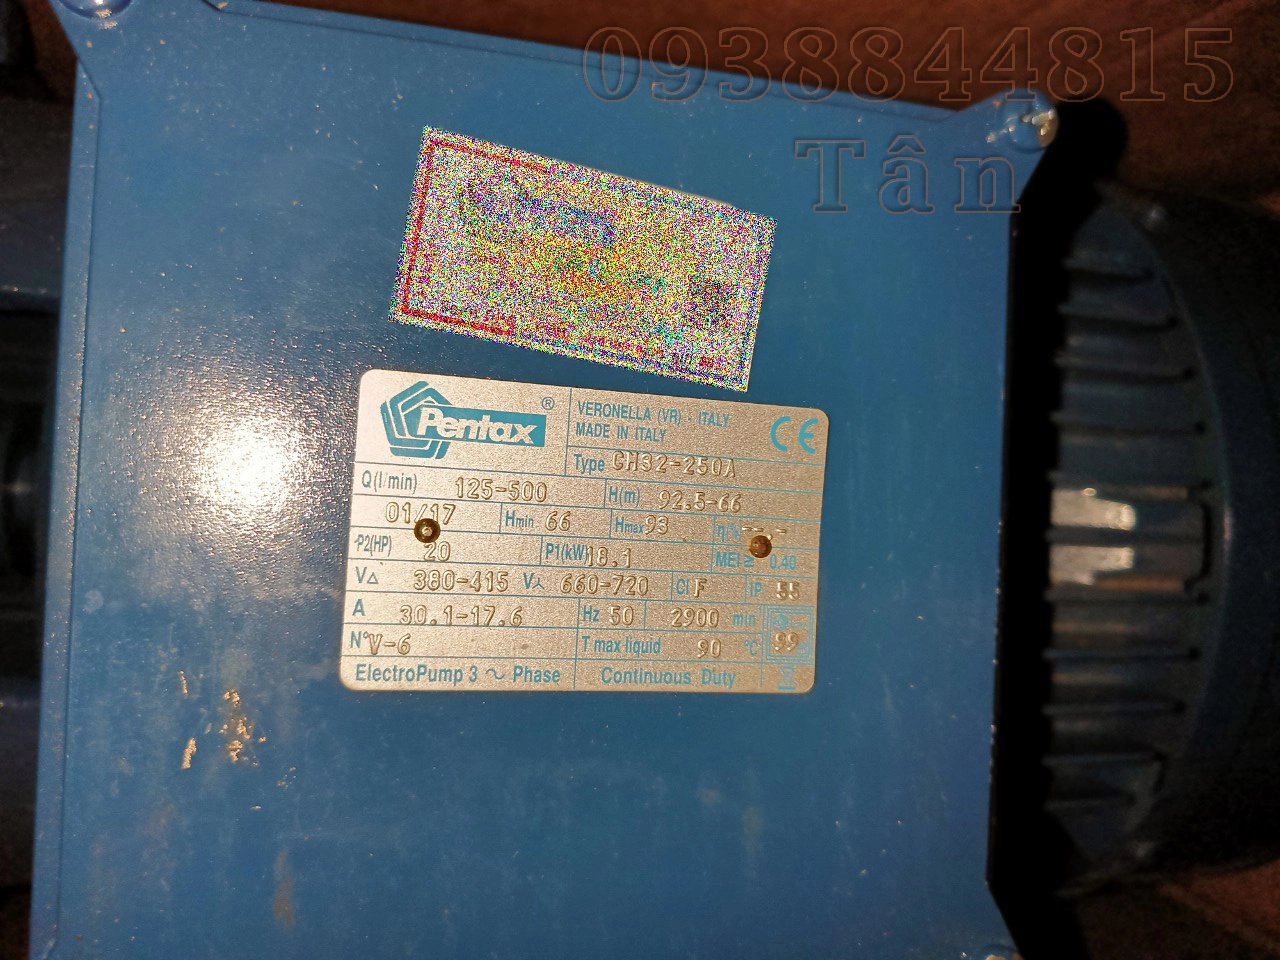 0938844815
Tân
Pentax ®
VERONELLA (VR) - ITALY
MADE IN ITALY
CE
Type CM32-250A
Q(l/min) 125-500 H(m) 92.5-66
01/17 Hmin 66 Hmax 93 η%
P2(HP) 20 P1(kW) 18.1 MEI ≥ 0,40
V△ 380-415 V⅄ 660-720 Cl F IP 55
A 30.1-17.6 Hz 50 2900 min
N° V-6 T max liquid 90 °C 99
ElectroPump 3 ~ Phase Continuous Duty